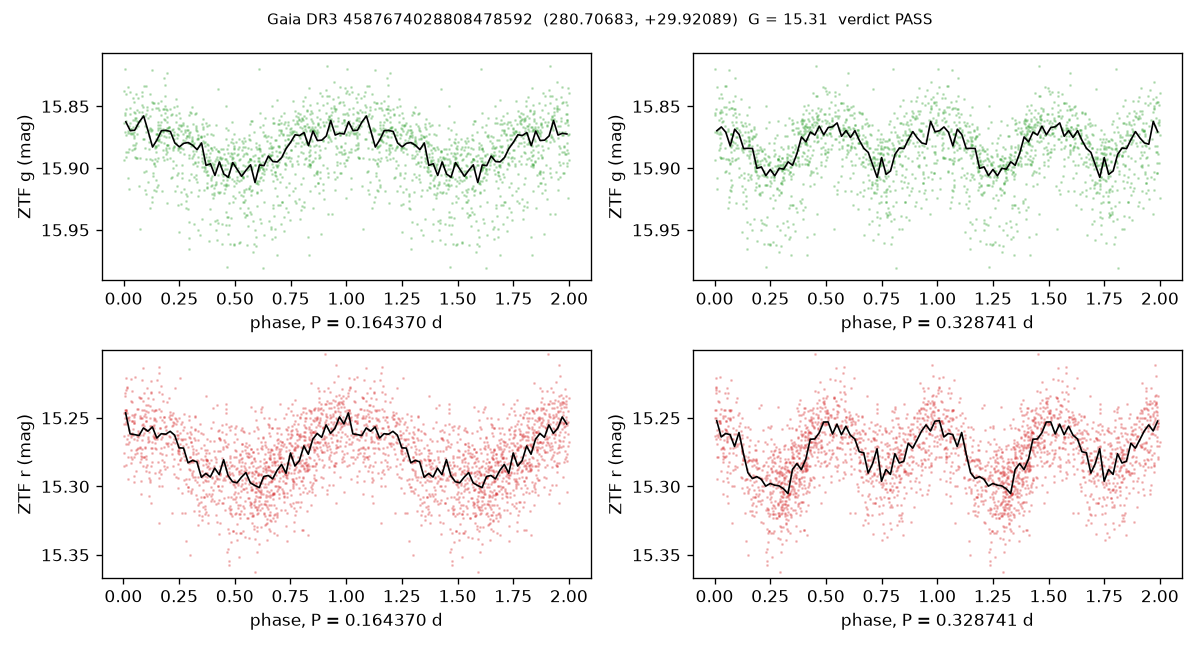 Gaia DR3 4587674028808478592 (280.70683, +29.92089) G = 15.31 verdict PASS
ZTF g (mag)
15.85
15.90
15.95
0.00 0.25 0.50 0.75 1.00 1.25 1.50 1.75 2.00
phase, P = 0.164370 d
ZTF g (mag)
15.85
15.90
15.95
0.00 0.25 0.50 0.75 1.00 1.25 1.50 1.75 2.00
phase, P = 0.328741 d
ZTF r (mag)
15.25
15.30
15.35
0.00 0.25 0.50 0.75 1.00 1.25 1.50 1.75 2.00
phase, P = 0.164370 d
ZTF r (mag)
15.25
15.30
15.35
0.00 0.25 0.50 0.75 1.00 1.25 1.50 1.75 2.00
phase, P = 0.328741 d